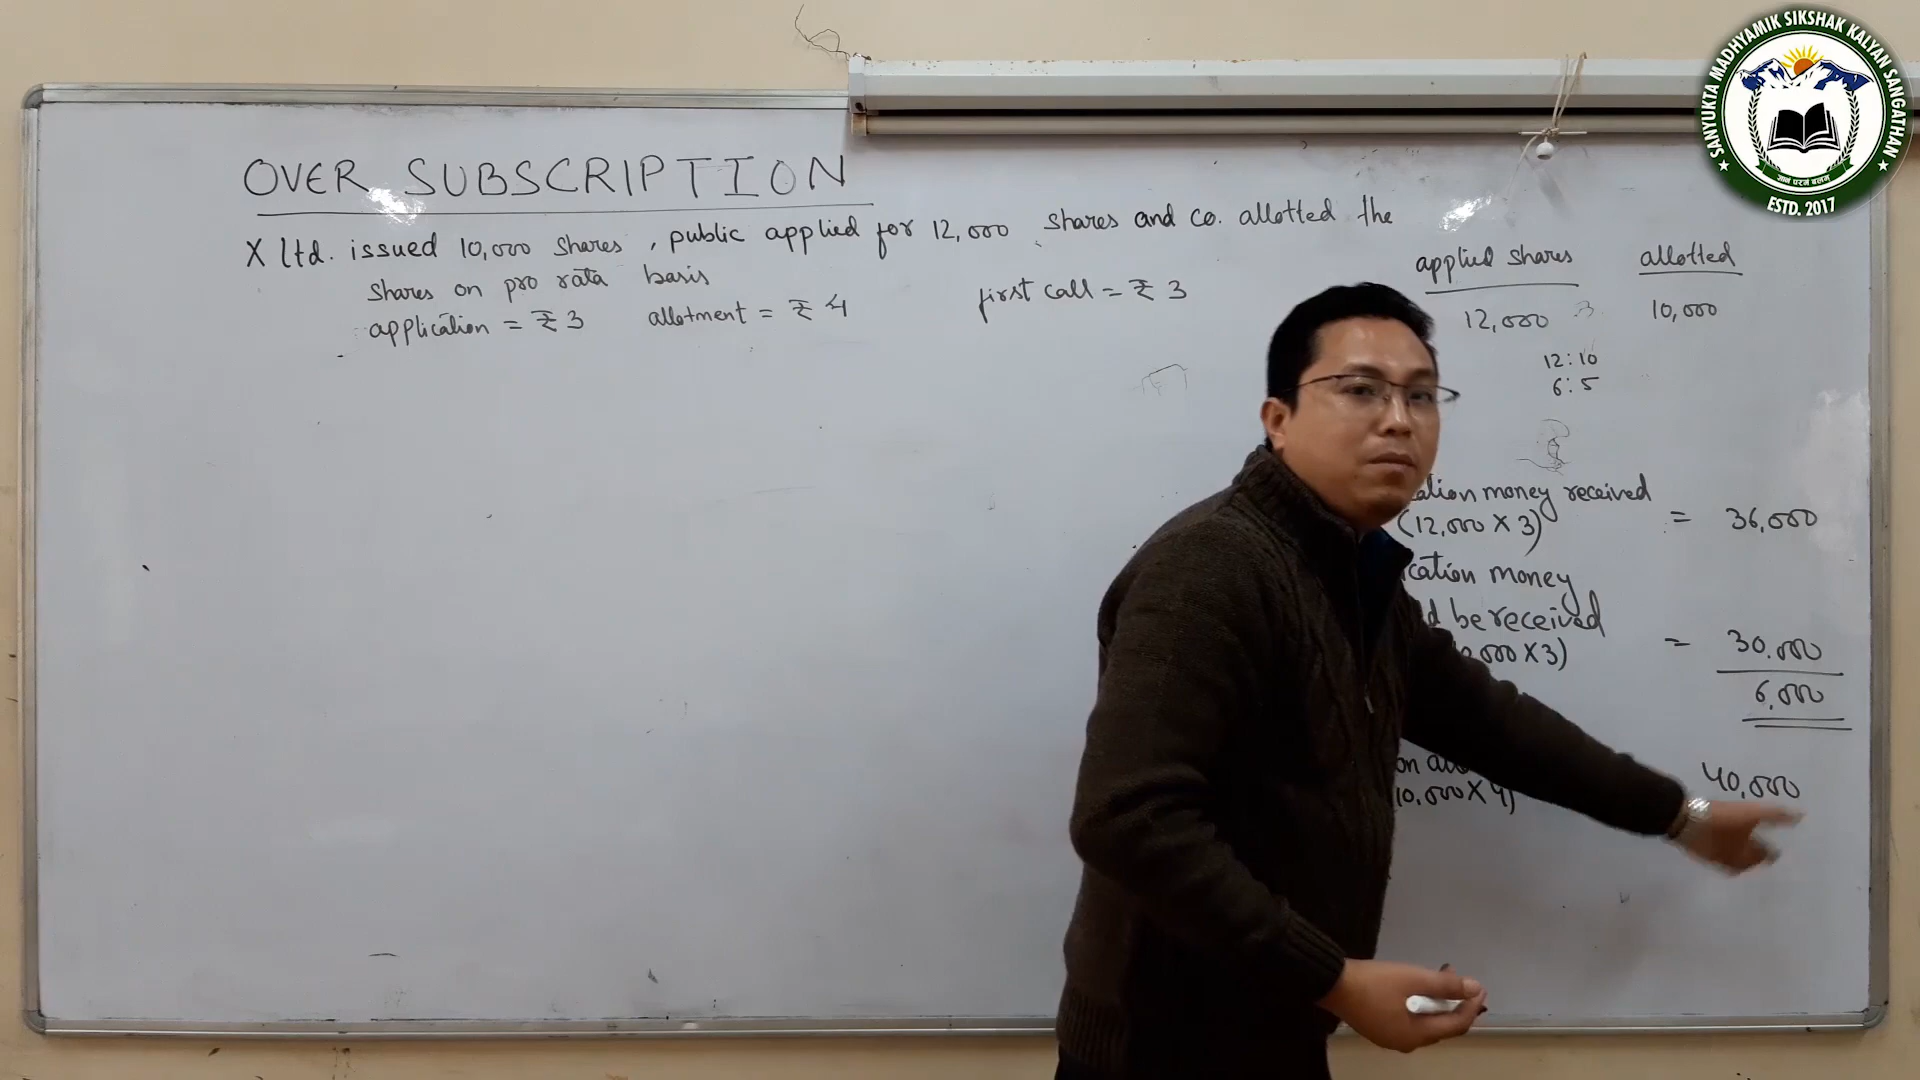 OVER SUBSCRIPTION
X Ltd. issued 10,000 shares, public applied for 12,000 shares and co. allotted the
shares on pro rata basis
application = ₹ 3 allotment = ₹ 4 first call = ₹ 3
applied shares allotted
12,000 10,000
12:10
6:5
ation money received
(12,000 X 3) = 36,000
cation money
d be received
000 X 3) = 30,000
6,000
on 40,000
10,000 X 4)
SANYUKTA MADHYAMIK SIKSHAK KALYAN SANGATHAN
ज्ञानं परमं बलम्
ESTD. 2017